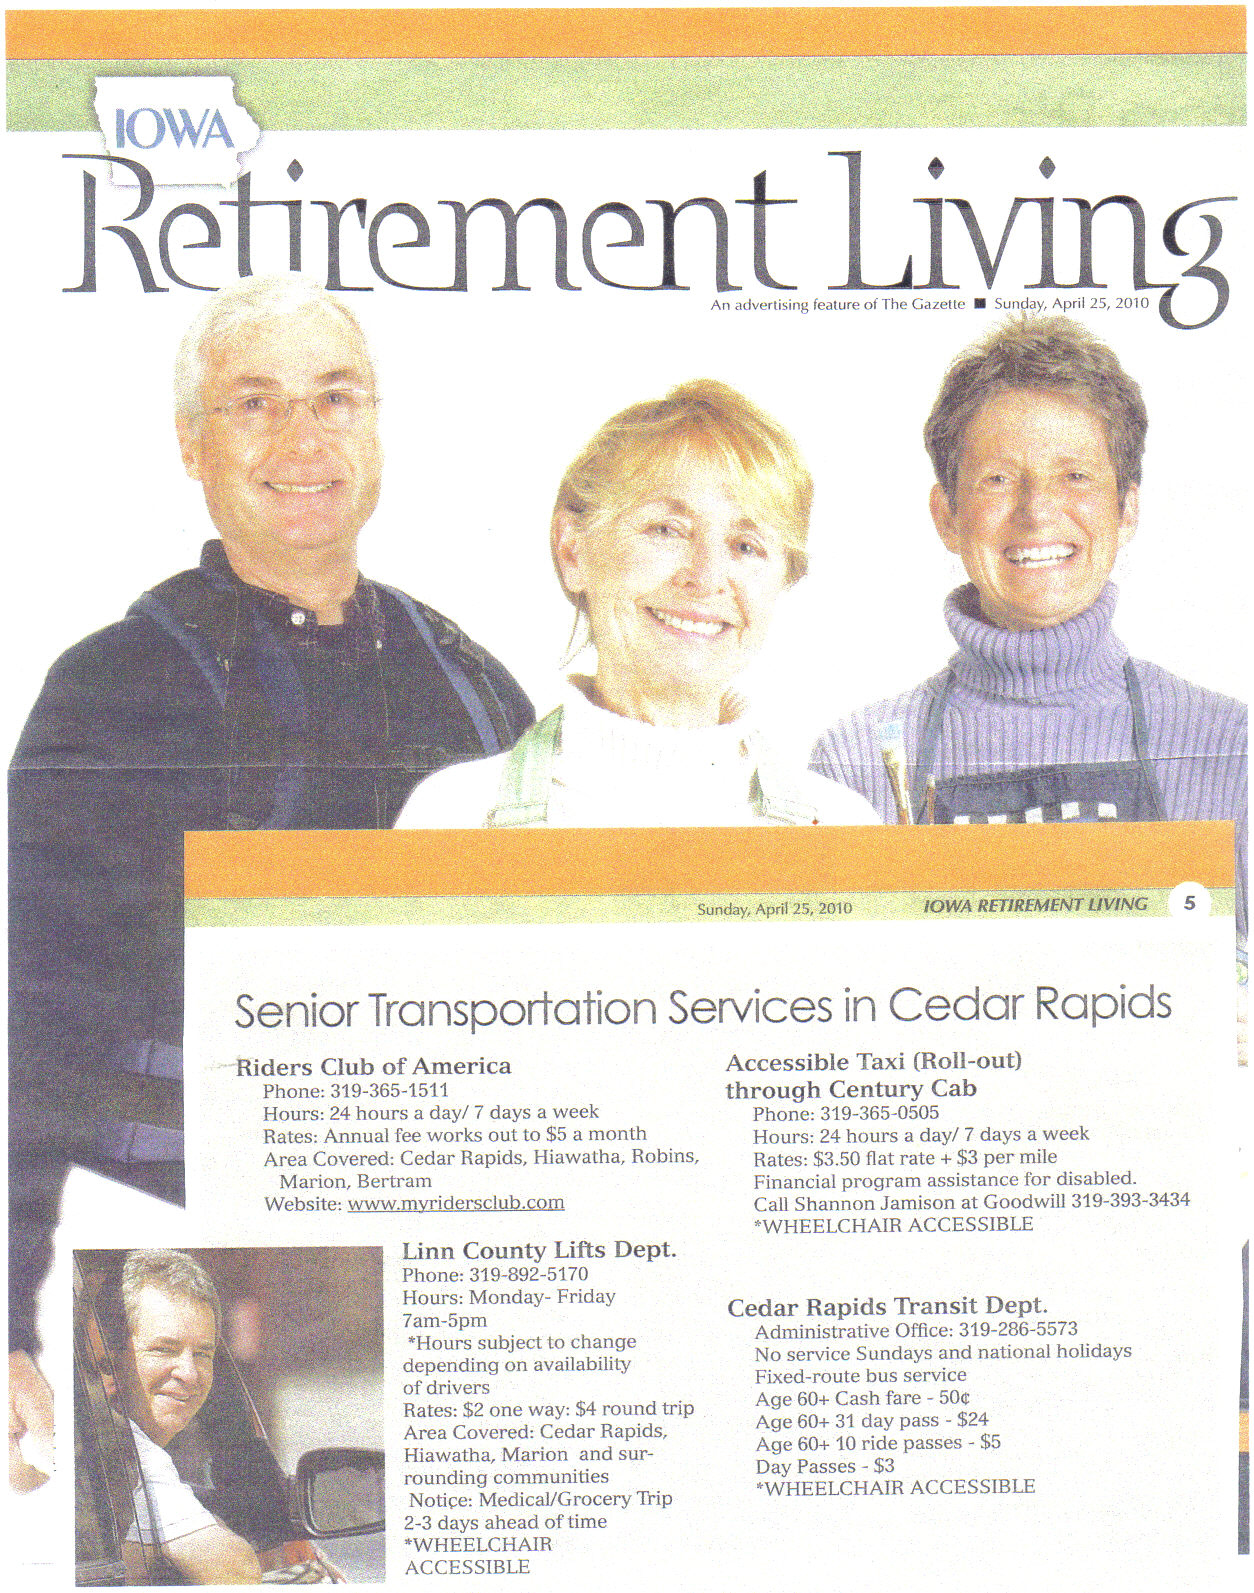 IOWA
Retirement Living
An advertising feature of The Gazette ■ Sunday, April 25, 2010
Sunday, April 25, 2010 IOWA RETIREMENT LIVING 5
Senior Transportation Services in Cedar Rapids
Riders Club of America
Phone: 319-365-1511
Hours: 24 hours a day/ 7 days a week
Rates: Annual fee works out to $5 a month
Area Covered: Cedar Rapids, Hiawatha, Robins,
Marion, Bertram
Website: www.myridersclub.com
Linn County Lifts Dept.
Phone: 319-892-5170
Hours: Monday- Friday
7am-5pm
*Hours subject to change
depending on availability
of drivers
Rates: $2 one way: $4 round trip
Area Covered: Cedar Rapids,
Hiawatha, Marion and sur-
rounding communities
Notice: Medical/Grocery Trip
2-3 days ahead of time
*WHEELCHAIR
ACCESSIBLE
Accessible Taxi (Roll-out)
through Century Cab
Phone: 319-365-0505
Hours: 24 hours a day/ 7 days a week
Rates: $3.50 flat rate + $3 per mile
Financial program assistance for disabled.
Call Shannon Jamison at Goodwill 319-393-3434
*WHEELCHAIR ACCESSIBLE
Cedar Rapids Transit Dept.
Administrative Office: 319-286-5573
No service Sundays and national holidays
Fixed-route bus service
Age 60+ Cash fare - 50¢
Age 60+ 31 day pass - $24
Age 60+ 10 ride passes - $5
Day Passes - $3
*WHEELCHAIR ACCESSIBLE